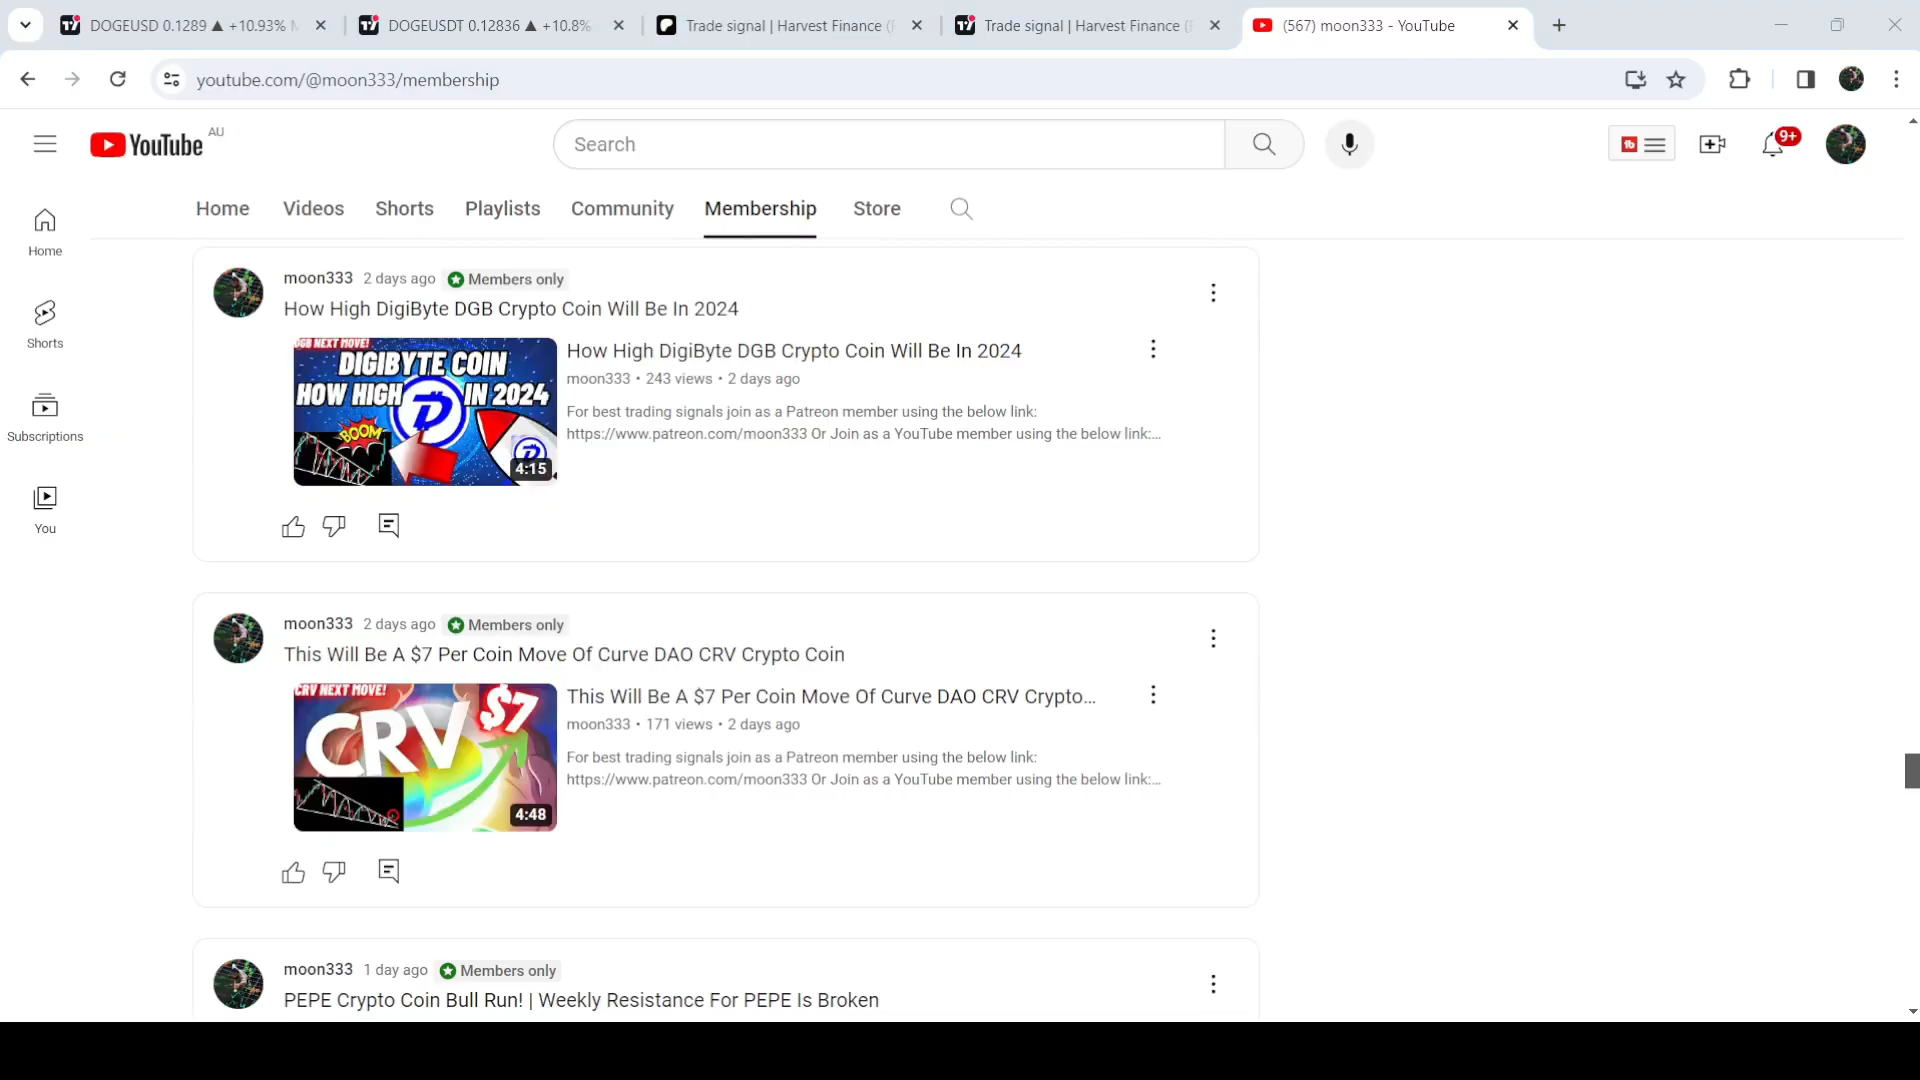 DOGEUSD 0.1289 ▲ +10.93%
DOGEUSDT 0.12836 ▲ +10.8%
Trade signal | Harvest Finance (
Trade signal | Harvest Finance (
(567) moon333 - YouTube
youtube.com/@moon333/membership
YouTube
AU
Search
9+
Home
Videos
Shorts
Playlists
Community
Membership
Store
Home
Shorts
Subscriptions
You
moon333 2 days ago Members only
How High DigiByte DGB Crypto Coin Will Be In 2024
DGB NEXT MOVE!
DIGIBYTE COIN
HOW HIGH IN 2024
BOOM
4:15
How High DigiByte DGB Crypto Coin Will Be In 2024
moon333 • 243 views • 2 days ago
For best trading signals join as a Patreon member using the below link:
https://www.patreon.com/moon333 Or Join as a YouTube member using the below link:...
moon333 2 days ago Members only
This Will Be A $7 Per Coin Move Of Curve DAO CRV Crypto Coin
CRV NEXT MOVE!
CRV
$7
4:48
This Will Be A $7 Per Coin Move Of Curve DAO CRV Crypto...
moon333 • 171 views • 2 days ago
For best trading signals join as a Patreon member using the below link:
https://www.patreon.com/moon333 Or Join as a YouTube member using the below link:...
moon333 1 day ago Members only
PEPE Crypto Coin Bull Run! | Weekly Resistance For PEPE Is Broken